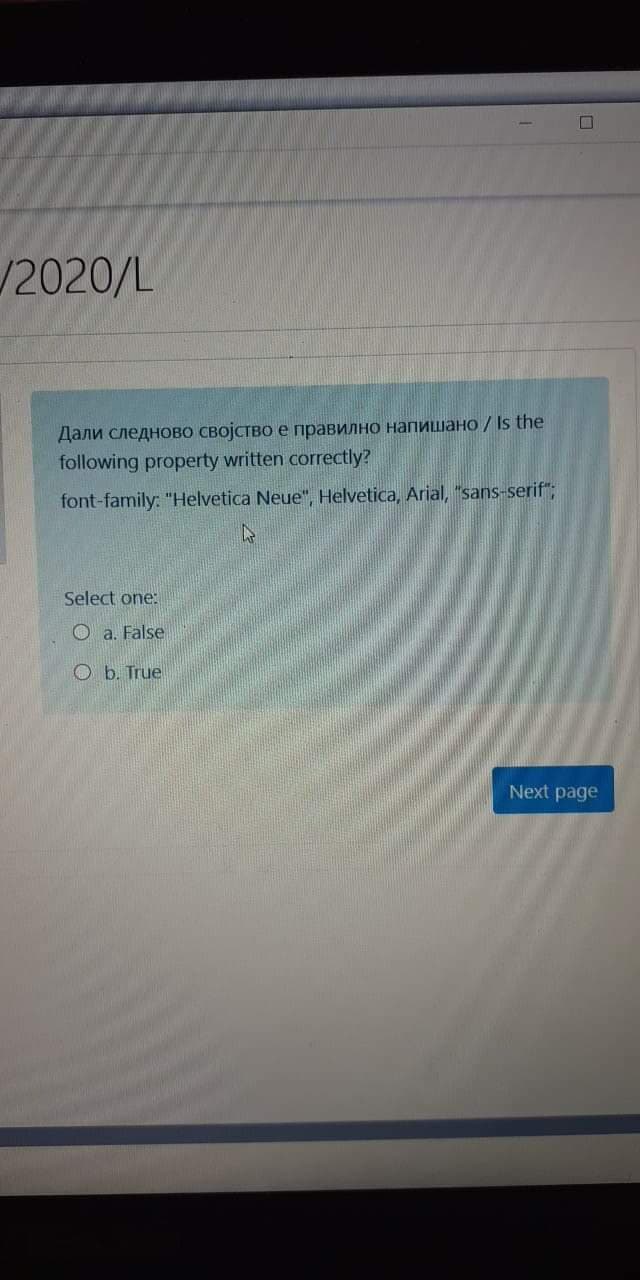 /2020/L
Дали следново својство е правилно напишано / Is the
following property written correctly?
font-family: "Helvetica Neue", Helvetica, Arial, "sans-serif";
Select one:
a. False
b. True
Next page